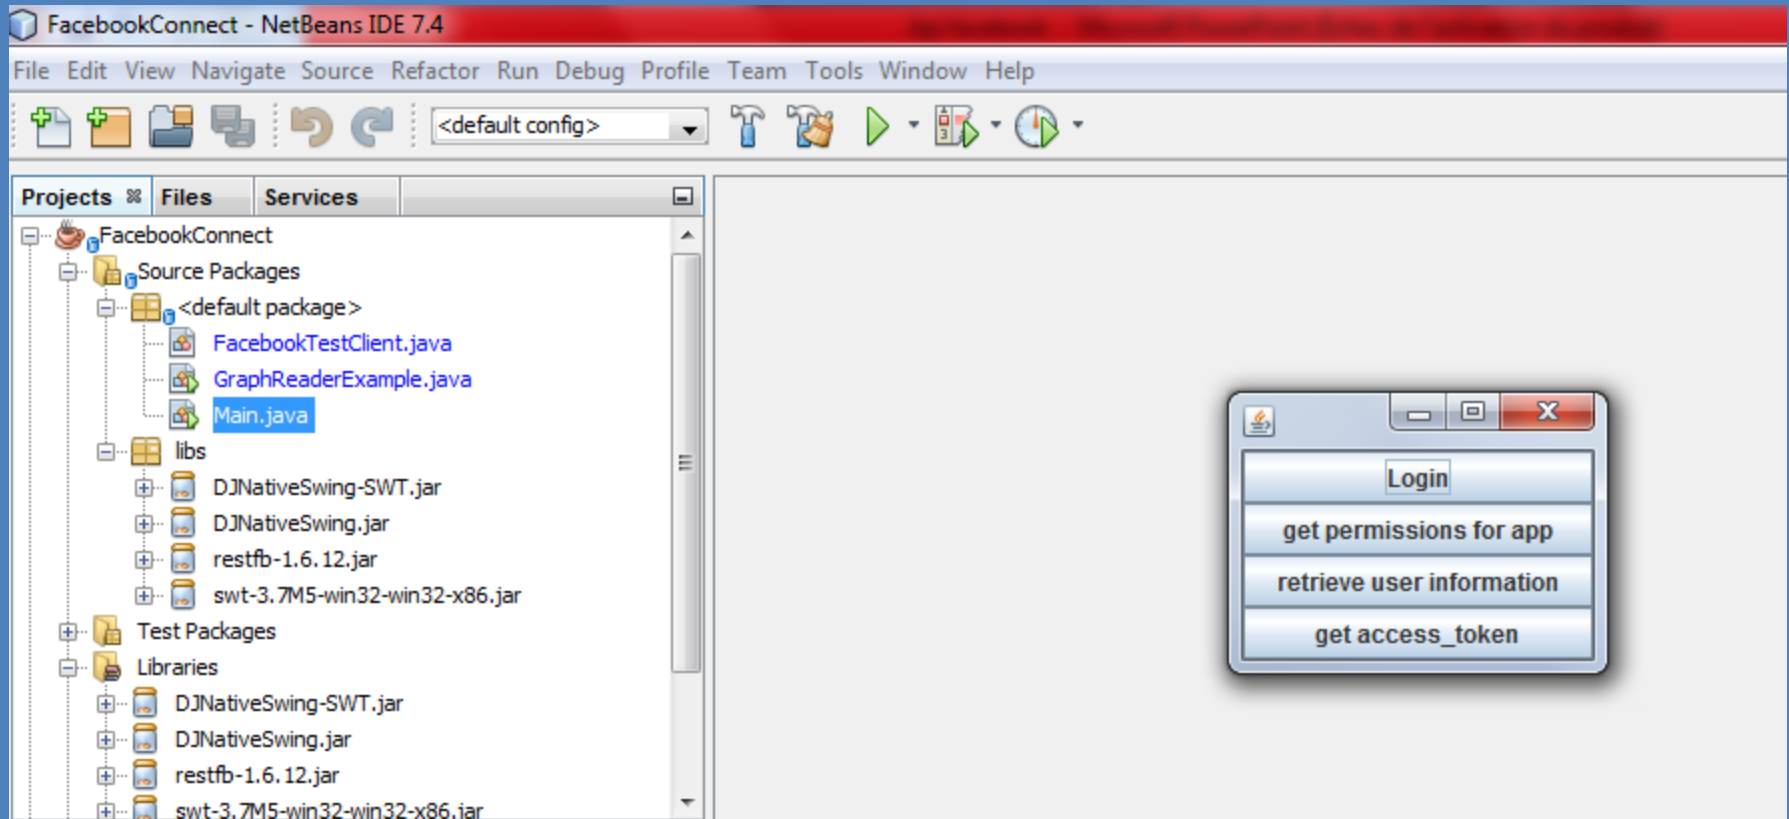 FacebookConnect - NetBeans IDE 7.4
File Edit View Navigate Source Refactor Run Debug Profile Team Tools Window Help
<default config>
Projects Files Services
FacebookConnect
Source Packages
<default package>
FacebookTestClient.java
GraphReaderExample.java
Main.java
libs
DJNativeSwing-SWT.jar
DJNativeSwing.jar
restfb-1.6.12.jar
swt-3.7M5-win32-win32-x86.jar
Test Packages
Libraries
DJNativeSwing-SWT.jar
DJNativeSwing.jar
restfb-1.6.12.jar
swt-3.7M5-win32-win32-x86.jar
Login
get permissions for app
retrieve user information
get access_token